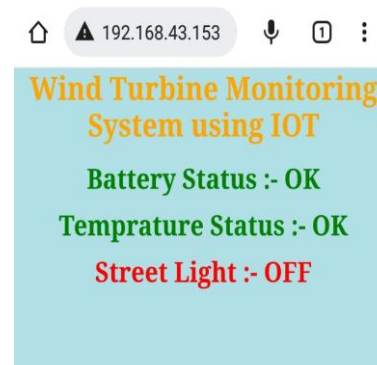 192.168.43.153
1
Wind Turbine Monitoring
System using IOT
Battery Status :- OK
Temprature Status :- OK
Street Light :- OFF